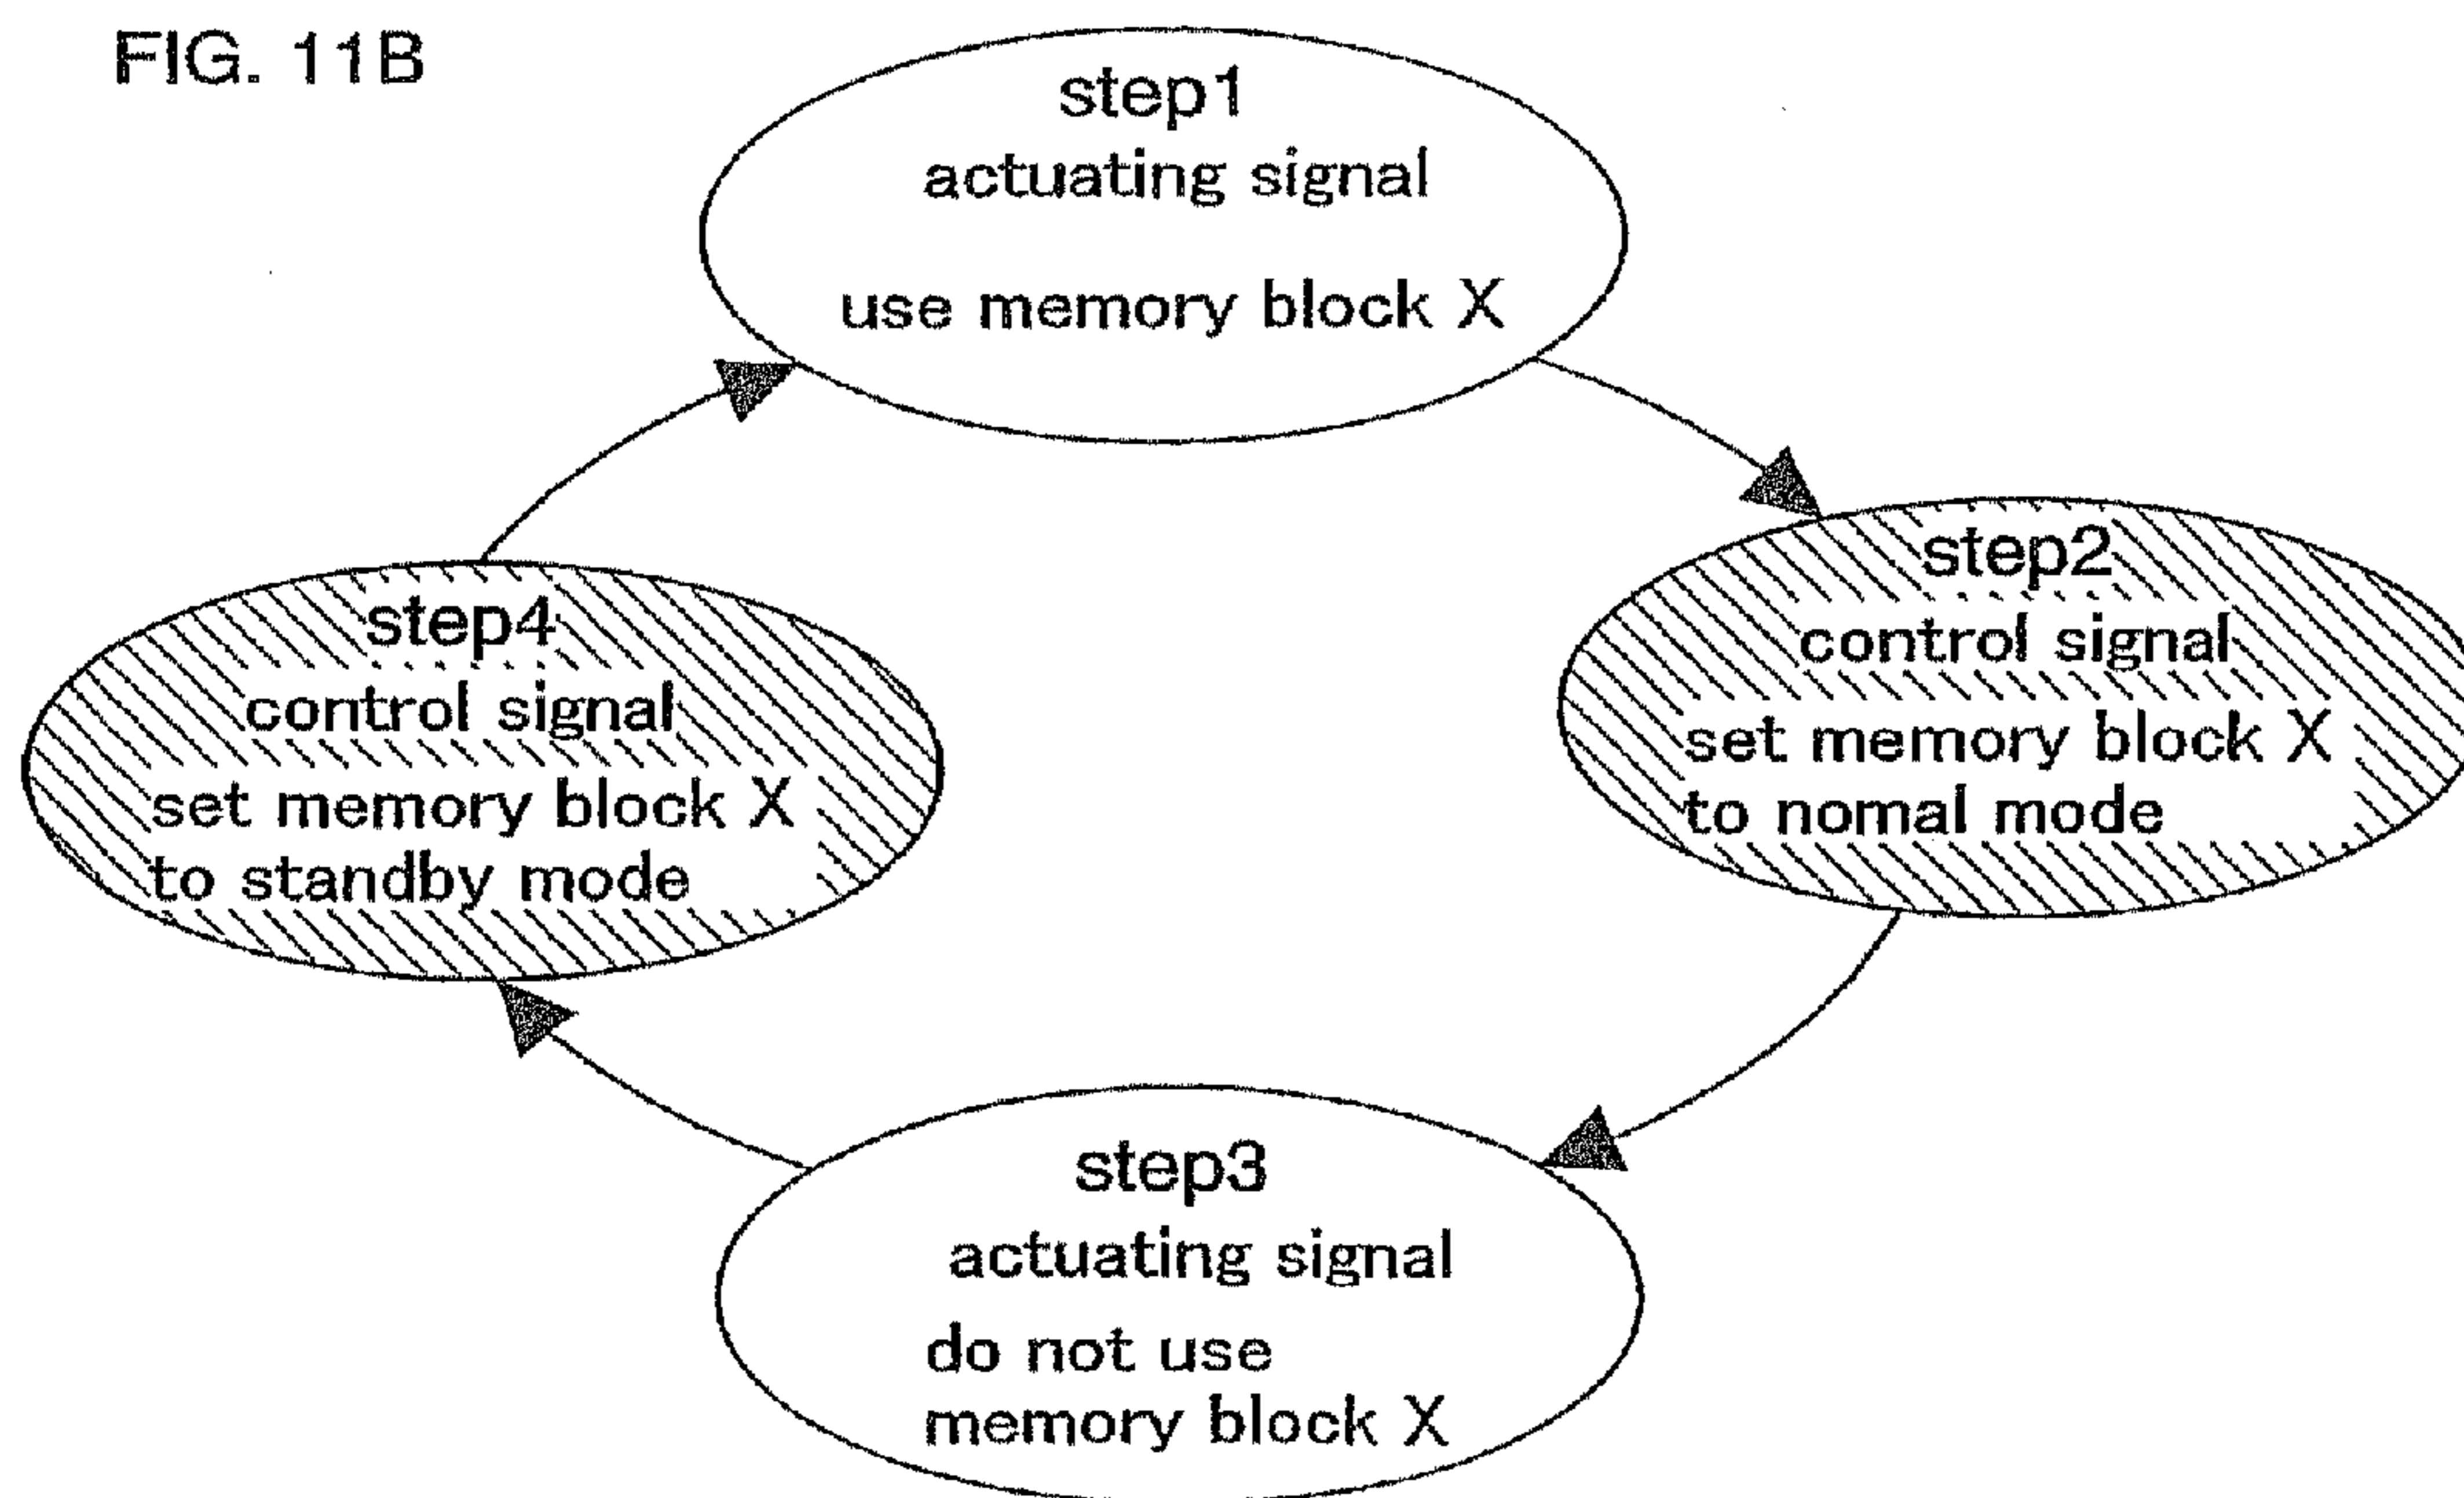 FIG. 11B
step1
actuating signal
use memory block X
step2
control signal
set memory block X
to nomal mode
step3
actuating signal
do not use
memory block X
step4
control signal
set memory block X
to standby mode